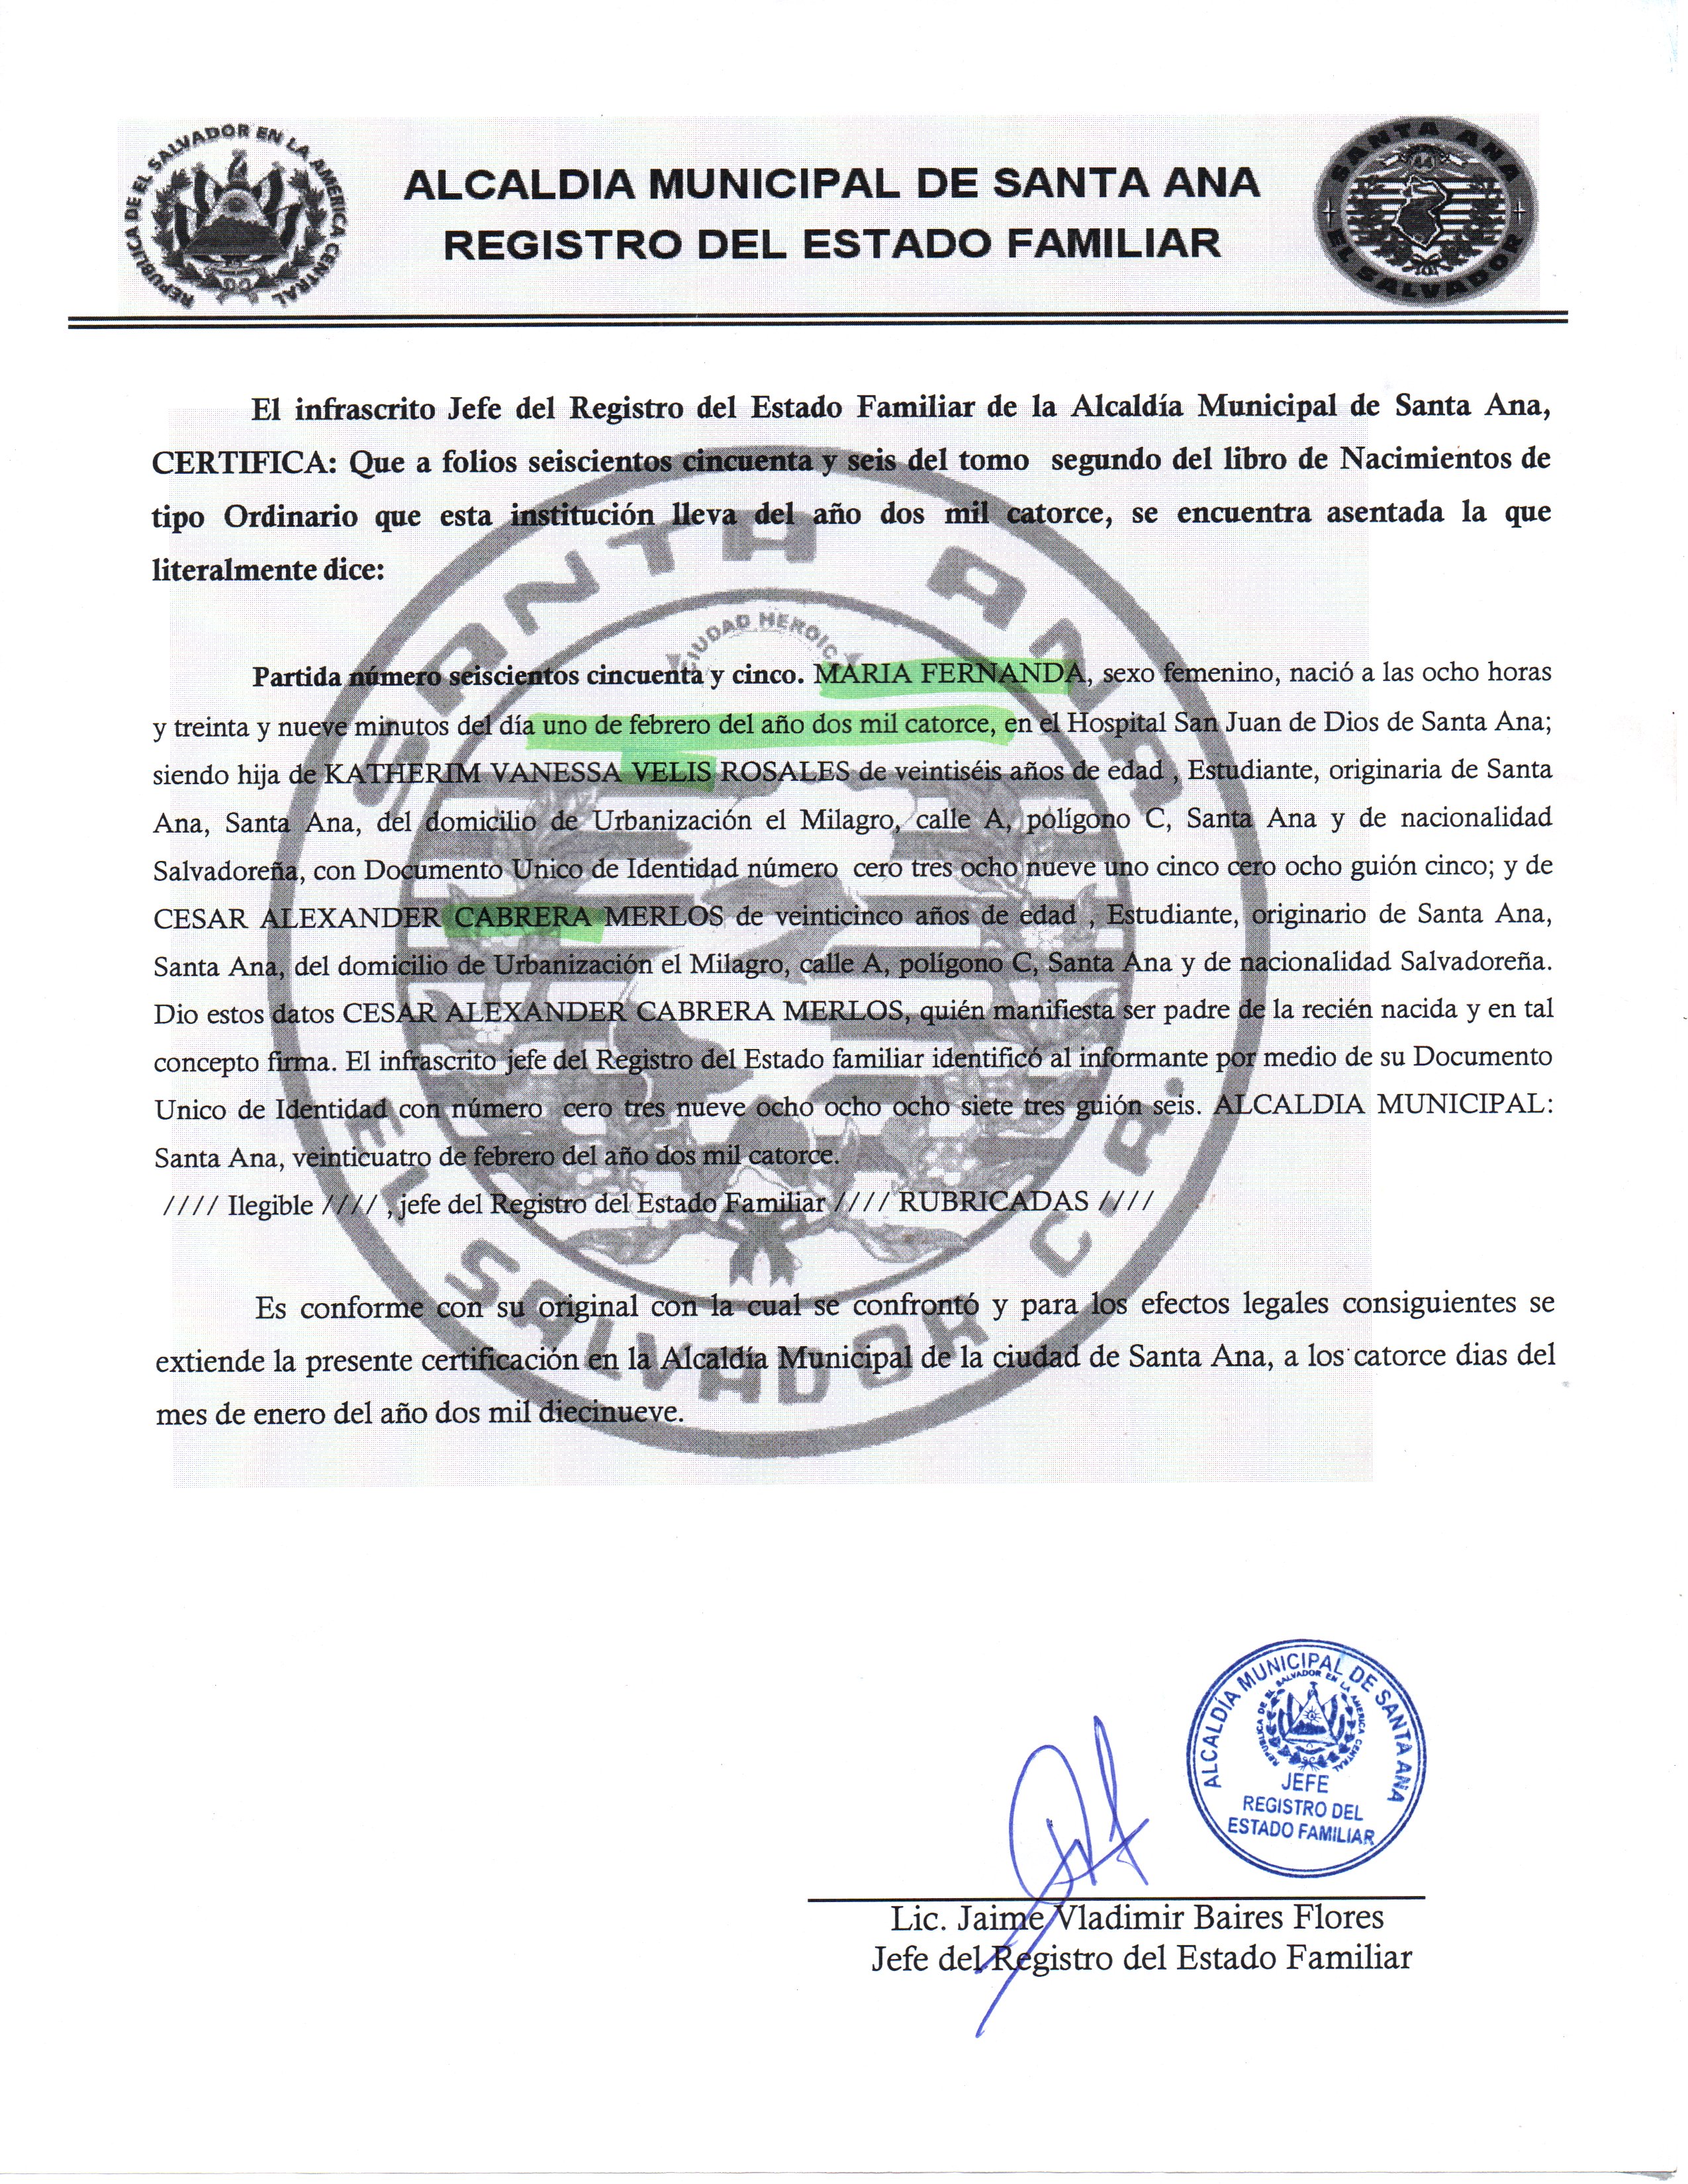 REPUBLICA DE EL SALVADOR EN LA AMERICA CENTRAL
ALCALDIA MUNICIPAL DE SANTA ANA
REGISTRO DEL ESTADO FAMILIAR
SANTA ANA
EL SALVADOR
El infrascrito Jefe del Registro del Estado Familiar de la Alcaldía Municipal de Santa Ana,
CERTIFICA: Que a folios seiscientos cincuenta y seis del tomo segundo del libro de Nacimientos de
tipo Ordinario que esta institución lleva del año dos mil catorce, se encuentra asentada la que
literalmente dice:
SANTA ANA
CIUDAD HEROIC
Partida número seiscientos cincuenta y cinco. MARIA FERNANDA, sexo femenino, nació a las ocho horas
y treinta y nueve minutos del día uno de febrero del año dos mil catorce, en el Hospital San Juan de Dios de Santa Ana;
siendo hija de KATHERIM VANESSA VELIS ROSALES de veintiséis años de edad , Estudiante, originaria de Santa
Ana, Santa Ana, del domicilio de Urbanización el Milagro, calle A, polígono C, Santa Ana y de nacionalidad
Salvadoreña, con Documento Unico de Identidad número cero tres ocho nueve uno cinco cero ocho guión cinco; y de
CESAR ALEXANDER CABRERA MERLOS de veinticinco años de edad , Estudiante, originario de Santa Ana,
Santa Ana, del domicilio de Urbanización el Milagro, calle A, polígono C, Santa Ana y de nacionalidad Salvadoreña.
Dio estos datos CESAR ALEXANDER CABRERA MERLOS, quién manifiesta ser padre de la recién nacida y en tal
concepto firma. El infrascrito jefe del Registro del Estado familiar identificó al informante por medio de su Documento
Unico de Identidad con número cero tres nueve ocho ocho ocho siete tres guión seis. ALCALDIA MUNICIPAL:
Santa Ana, veinticuatro de febrero del año dos mil catorce.
//// Ilegible //// , jefe del Registro del Estado Familiar //// RUBRICADAS ////
EL SALVADOR C.A.
Es conforme con su original con la cual se confrontó y para los efectos legales consiguientes se
extiende la presente certificación en la Alcaldía Municipal de la ciudad de Santa Ana, a los catorce dias del
mes de enero del año dos mil diecinueve.
ALCALDÍA MUNICIPAL DE SANTA ANA
REPUBLICA DE EL SALVADOR EN LA AMERICA CENTRAL
JEFE
REGISTRO DEL
ESTADO FAMILIAR
Lic. Jaime Vladimir Baires Flores
Jefe del Registro del Estado Familiar